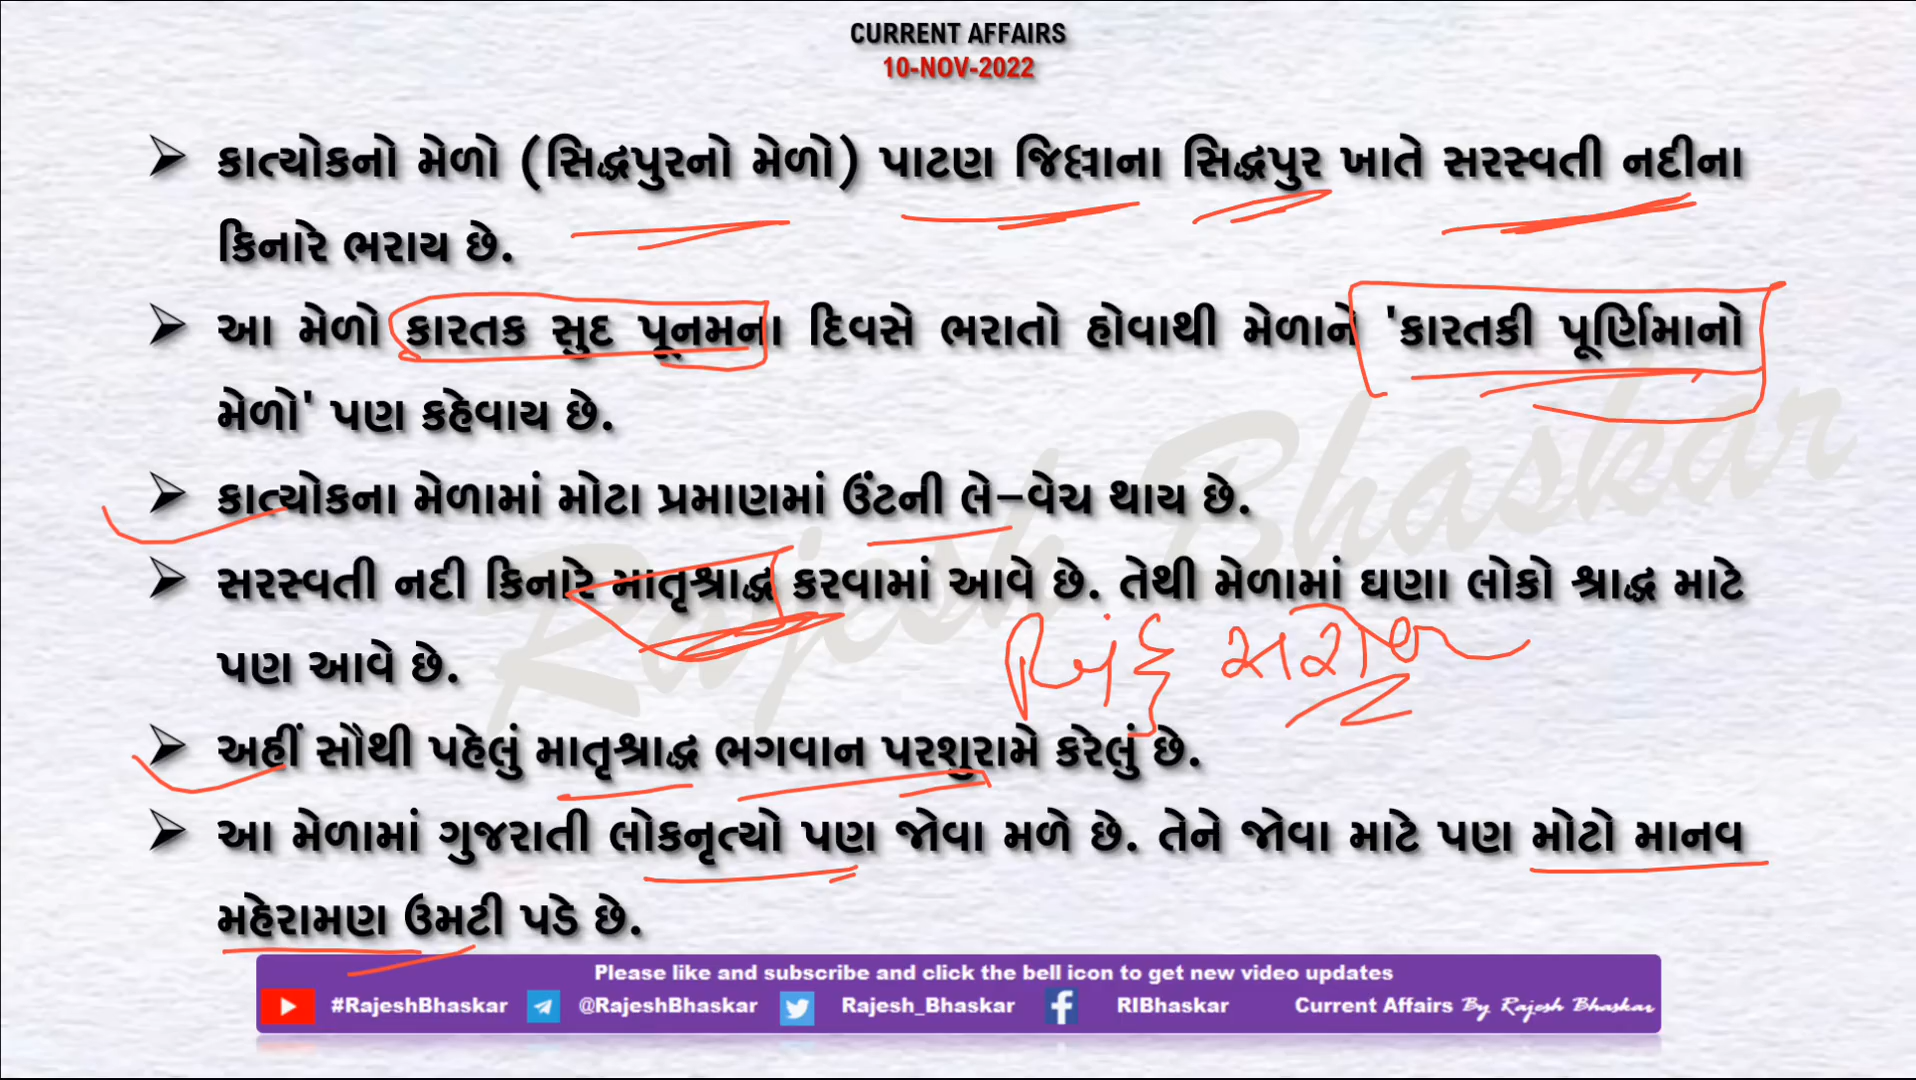 CURRENT AFFAIRS
10-NOV-2022
➢ કાત્યોકનો મેળો (સિદ્ધપુરનો મેળો) પાટણ જિલ્લાના સિદ્ધપુર ખાતે સરસ્વતી નદીના
કિનારે ભરાય છે.
➢ આ મેળો કારતક સુદ પૂનમના દિવસે ભરાતો હોવાથી મેળાને 'કારતકી પૂર્ણિમાનો
મેળો' પણ કહેવાય છે.
➢ કાત્યોકના મેળામાં મોટા પ્રમાણમાં ઉંટની લે-વેચ થાય છે.
➢ સરસ્વતી નદી કિનારે માતૃશ્રાદ્ધ કરવામાં આવે છે. તેથી મેળામાં ઘણા લોકો શ્રાદ્ધ માટે
પણ આવે છે.
➢ અહીં સૌથી પહેલું માતૃશ્રાદ્ધ ભગવાન પરશુરામે કરેલું છે.
➢ આ મેળામાં ગુજરાતી લોકનૃત્યો પણ જોવા મળે છે. તેને જોવા માટે પણ મોટો માનવ
મહેરામણ ઉમટી પડે છે.
Rajesh Bhaskar
Please like and subscribe and click the bell icon to get new video updates
#RajeshBhaskar @RajeshBhaskar Rajesh_Bhaskar RIBhaskar Current Affairs By Rajesh Bhaskar